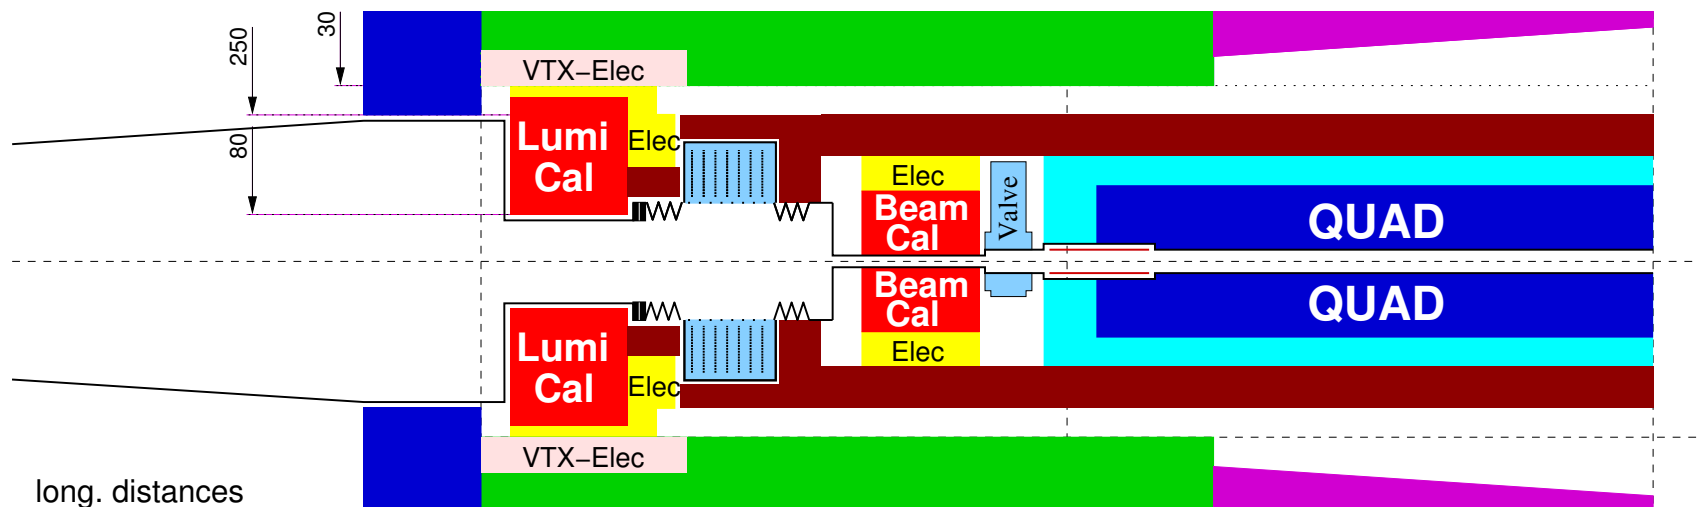 30
250
80
VTX−Elec
Lumi
Cal
Elec
Elec
Beam
Cal
Valve
QUAD
Beam
Cal
Elec
QUAD
Lumi
Cal
Elec
VTX−Elec
long. distances